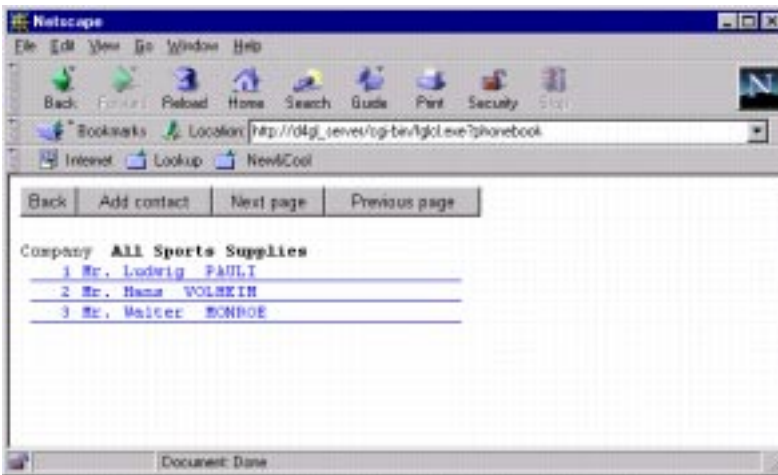 Netscape
File Edit View Go Window Help
Back Forward Reload Home Search Guide Print Security Stop
Bookmarks Location: http://d4gl_server/cgi-bin/fglcl.exe?phonebook
Internet Lookup New&Cool
Back Add contact Next page Previous page
Company All Sports Supplies
1 Mr. Ludwig PAULI
2 Mr. Hans
3 Mr. Walter MONROE
Document: Done